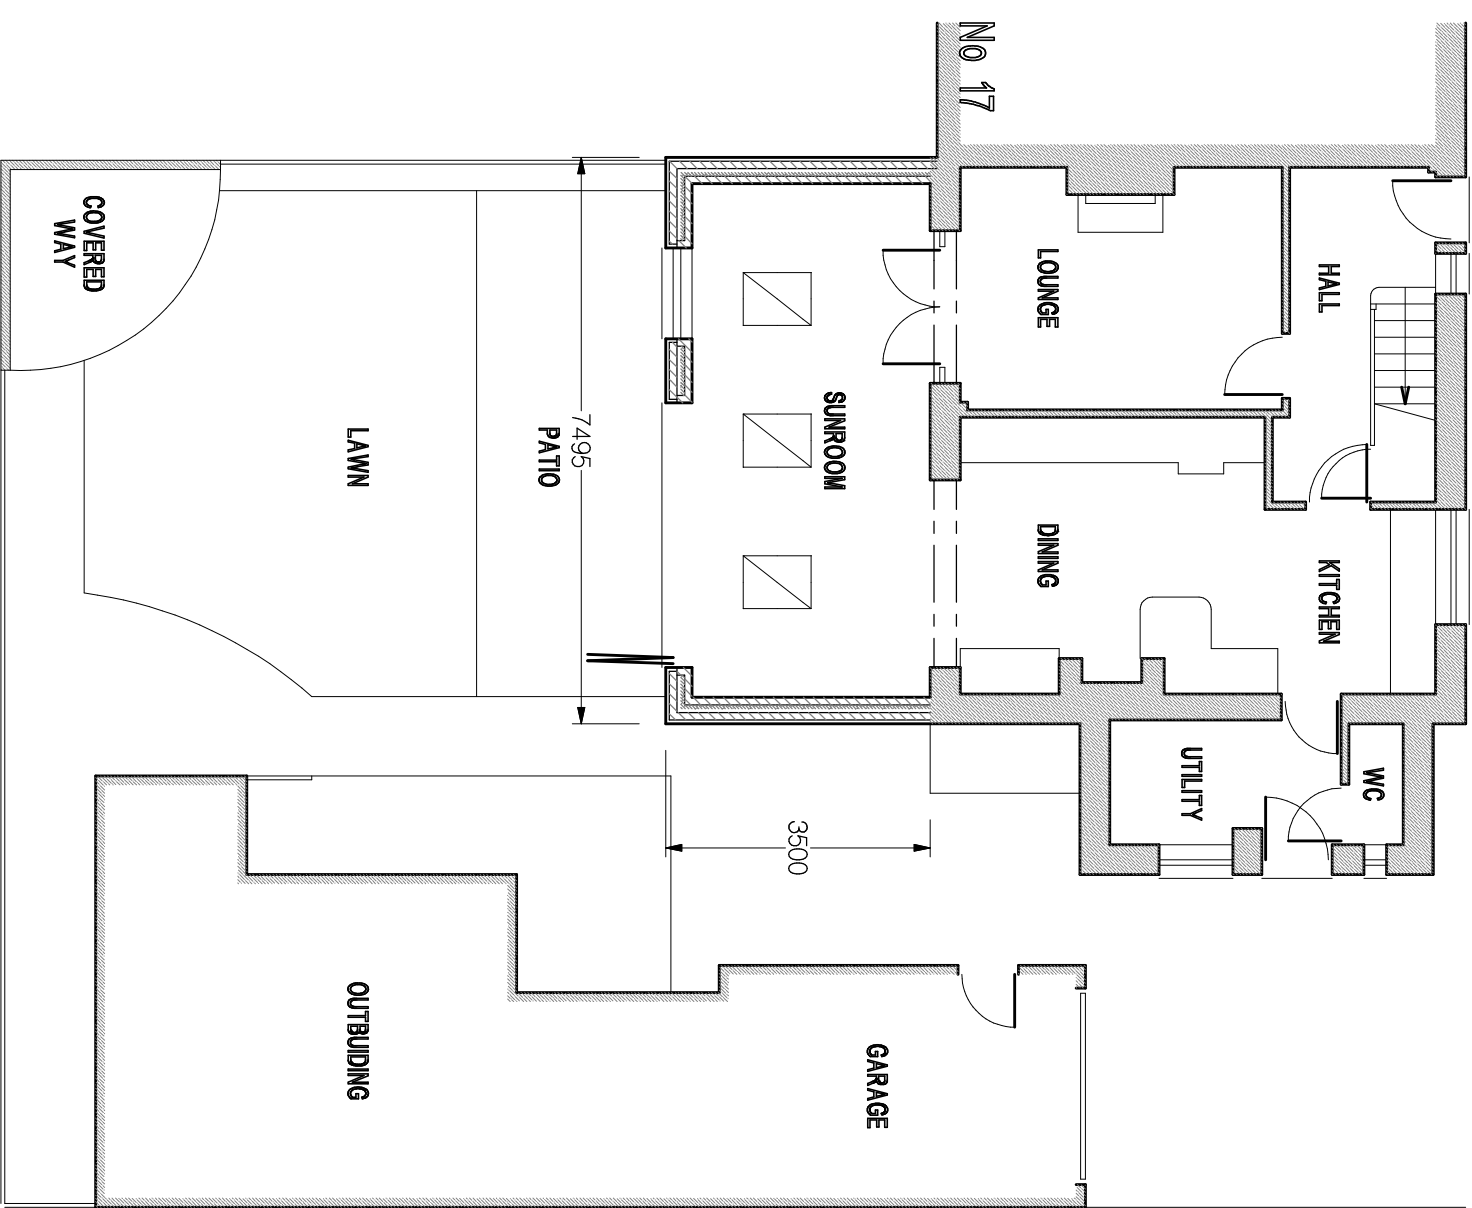 No 17
HALL
LOUNGE
KITCHEN
DINING
WC
UTILITY
SUNROOM
7495
3500
PATIO
LAWN
COVERED
WAY
GARAGE
OUTBUIDING